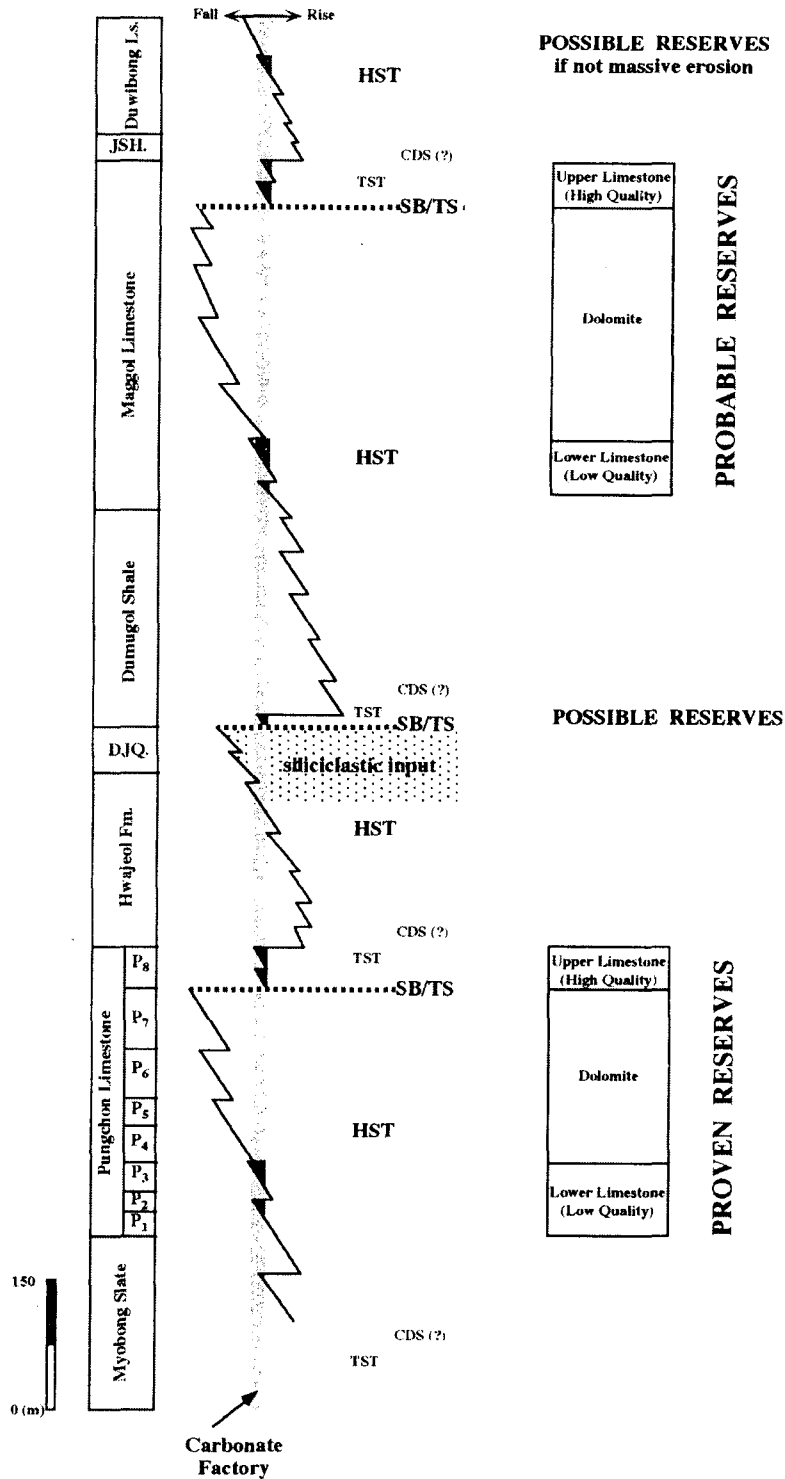 Fall
Rise
POSSIBLE RESERVES
if not massive erosion
Duwibong Ls.
HST
JSH.
CDS (?)
TST
Upper Limestone
(High Quality)
SB/TS
Maggol Limestone
Dolomite
PROBABLE RESERVES
HST
Lower Limestone
(Low Quality)
Dumugol Shale
CDS (?)
TST
SB/TS
POSSIBLE RESERVES
DJQ.
siliciclastic input
HST
Hwajeol Fm.
CDS (?)
TST
P8
Upper Limestone
(High Quality)
SB/TS
Pungchon Limestone
P7
P6
P5
P4
P3
P2
P1
Dolomite
PROVEN RESERVES
HST
Lower Limestone
(Low Quality)
Myobong Slate
150
0 (m)
CDS (?)
TST
Carbonate
Factory